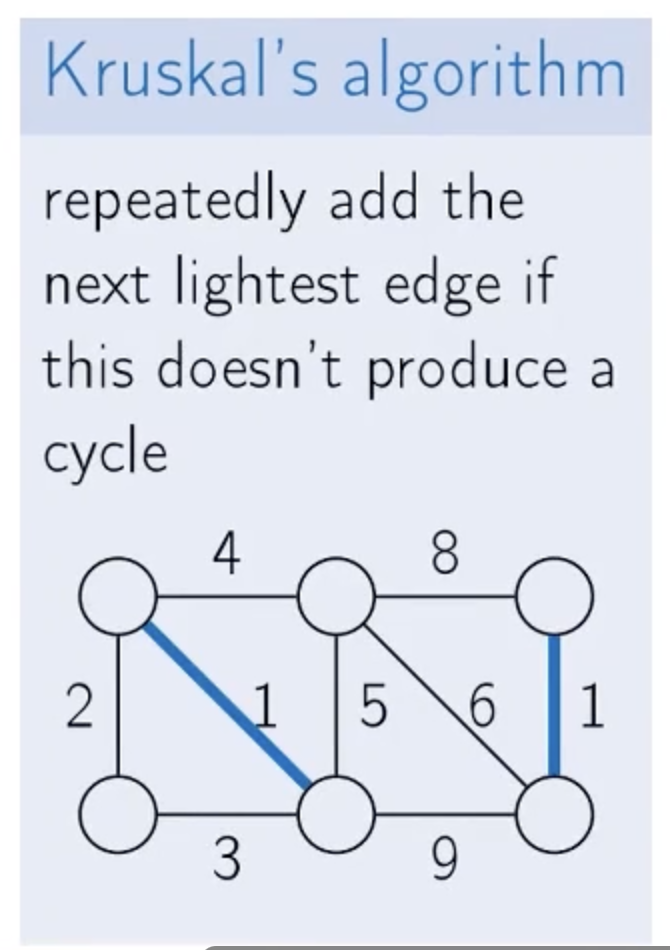 Kruskal's algorithm
repeatedly add the
next lightest edge if
this doesn't produce a
cycle
4 8
2 1 5 6 1
3 9